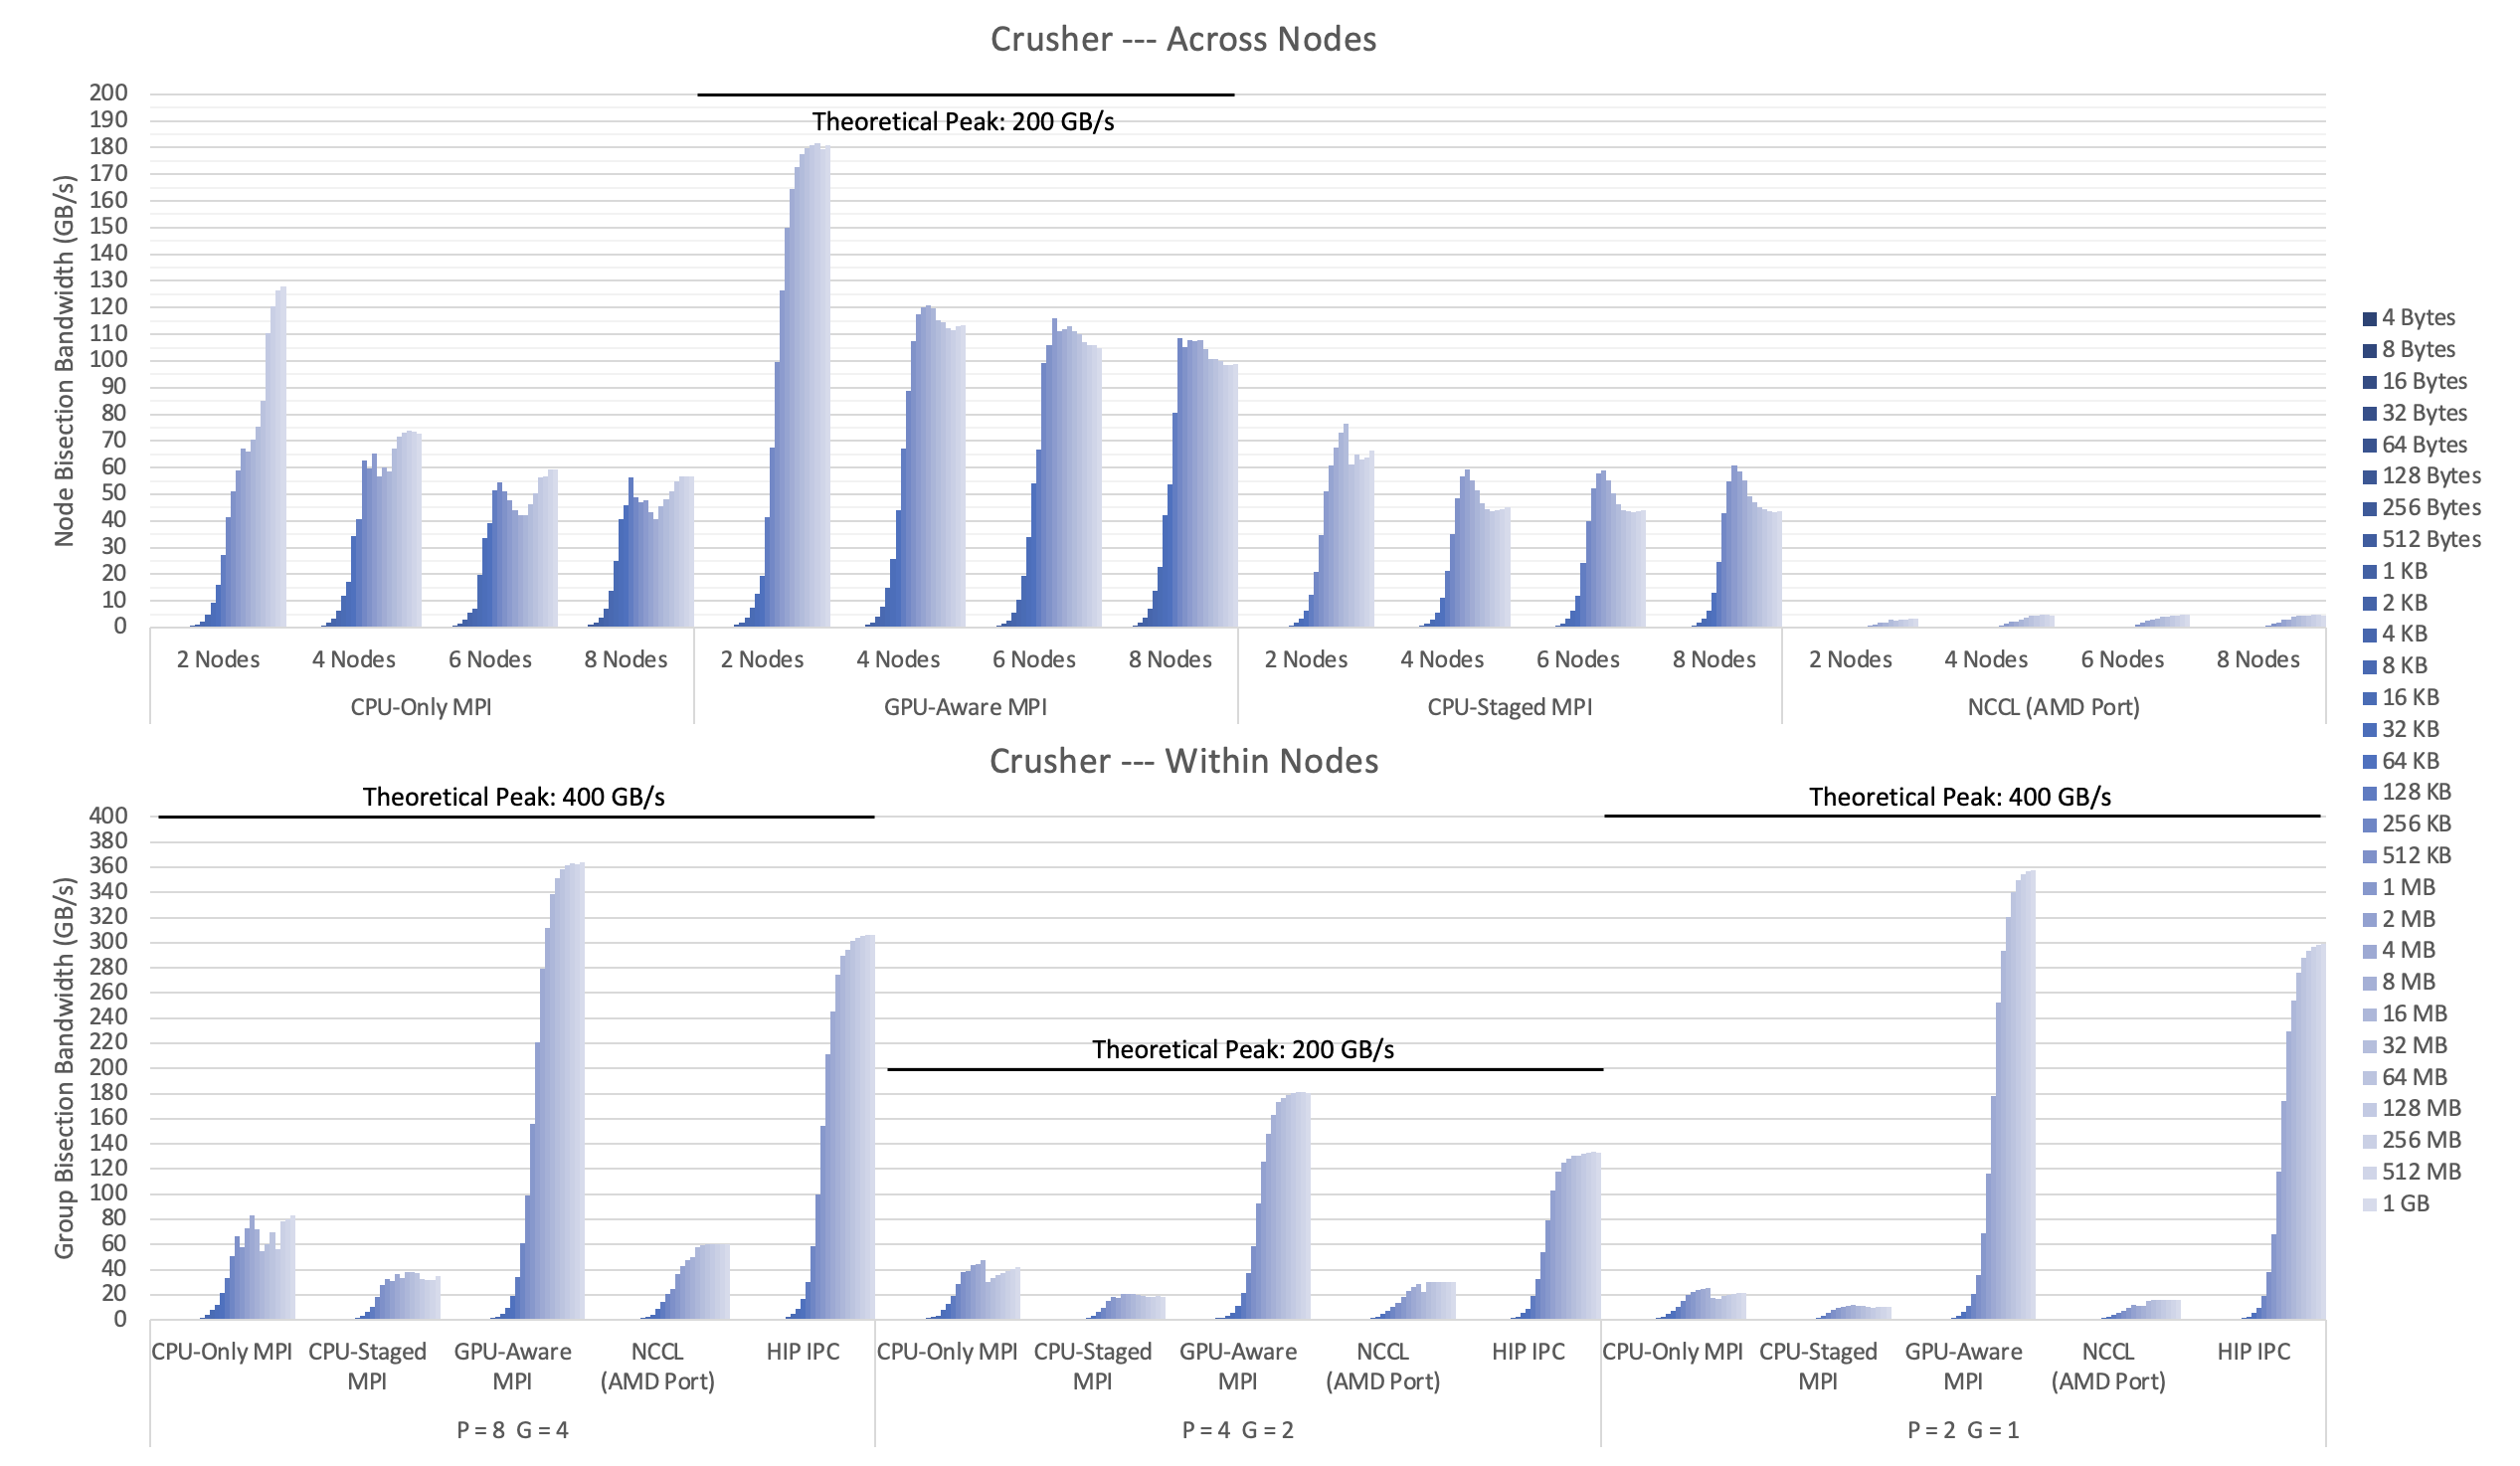 Crusher --- Across Nodes
Node Bisection Bandwidth (GB/s)
200
190
180
170
160
150
140
130
120
110
100
90
80
70
60
50
40
30
20
10
0
Theoretical Peak: 200 GB/s
2 Nodes 4 Nodes 6 Nodes 8 Nodes 2 Nodes 4 Nodes 6 Nodes 8 Nodes 2 Nodes 4 Nodes 6 Nodes 8 Nodes 2 Nodes 4 Nodes 6 Nodes 8 Nodes
CPU-Only MPI GPU-Aware MPI CPU-Staged MPI NCCL (AMD Port)
Crusher --- Within Nodes
Theoretical Peak: 400 GB/s Theoretical Peak: 400 GB/s
Group Bisection Bandwidth (GB/s)
400
380
360
340
320
300
280
260
240
220
200
180
160
140
120
100
80
60
40
20
0
Theoretical Peak: 200 GB/s
CPU-Only MPI CPU-Staged GPU-Aware NCCL HIP IPC CPU-Only MPI CPU-Staged GPU-Aware NCCL HIP IPC CPU-Only MPI CPU-Staged GPU-Aware NCCL HIP IPC
MPI MPI (AMD Port) MPI MPI (AMD Port) MPI MPI (AMD Port)
P = 8 G = 4 P = 4 G = 2 P = 2 G = 1
4 Bytes
8 Bytes
16 Bytes
32 Bytes
64 Bytes
128 Bytes
256 Bytes
512 Bytes
1 KB
2 KB
4 KB
8 KB
16 KB
32 KB
64 KB
128 KB
256 KB
512 KB
1 MB
2 MB
4 MB
8 MB
16 MB
32 MB
64 MB
128 MB
256 MB
512 MB
1 GB